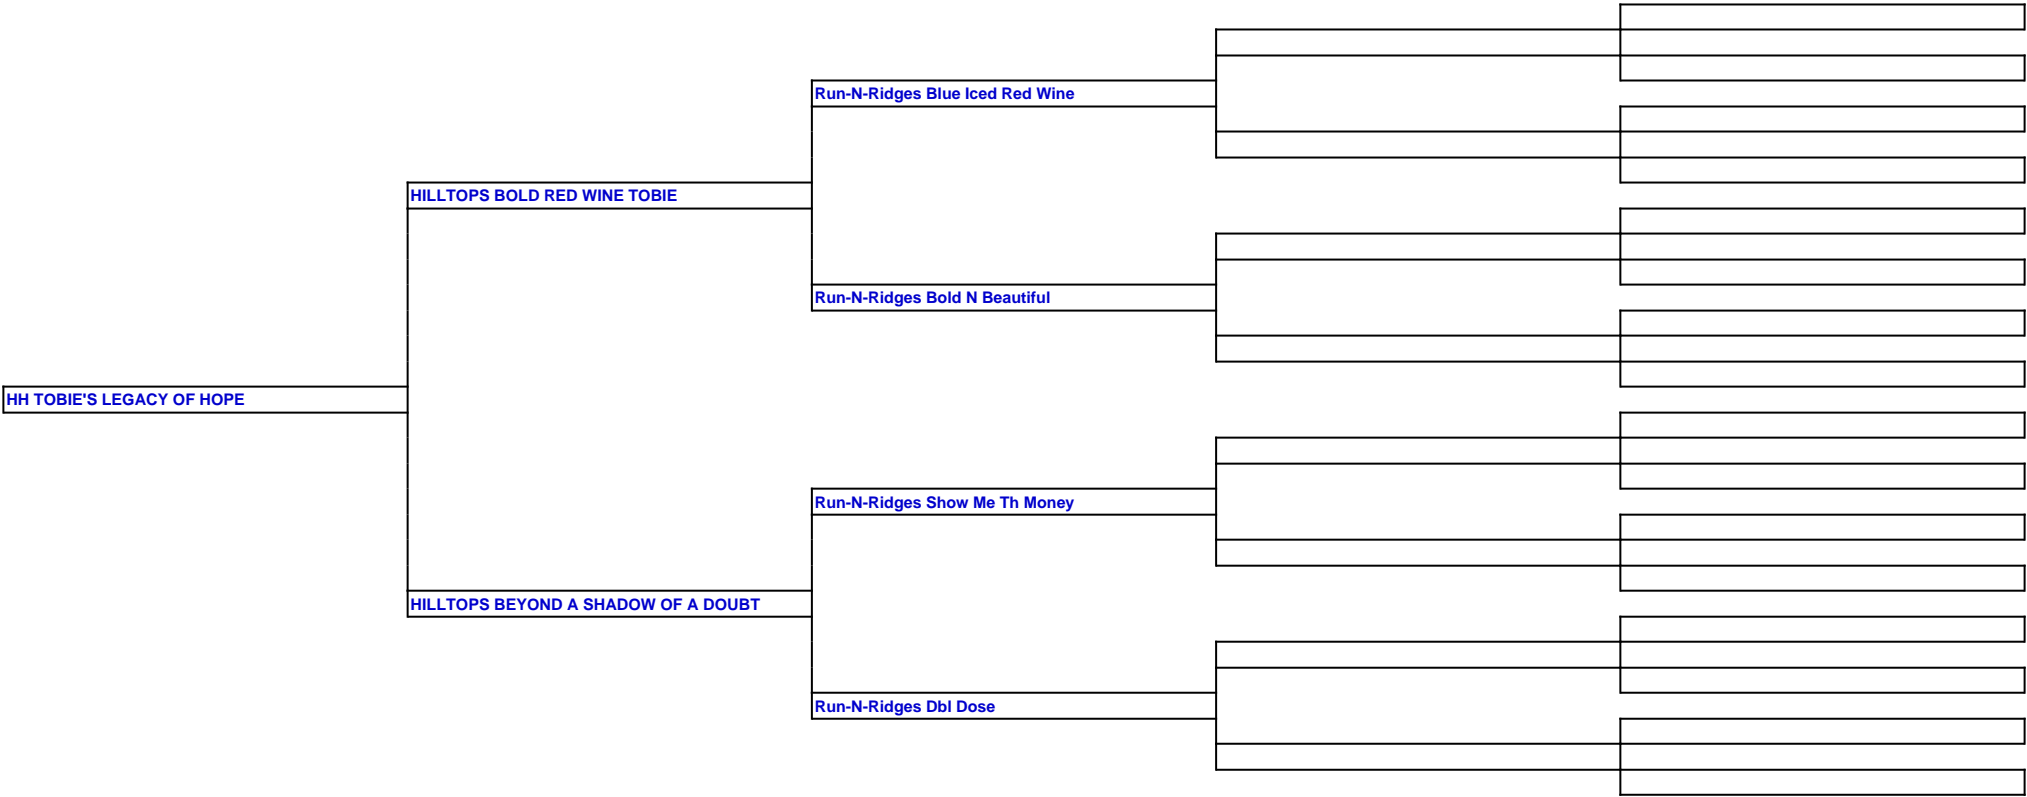 Run-N-Ridges Blue Iced Red Wine
HILLTOPS BOLD RED WINE TOBIE
Run-N-Ridges Bold N Beautiful
HH TOBIE'S LEGACY OF HOPE
Run-N-Ridges Show Me Th Money
HILLTOPS BEYOND A SHADOW OF A DOUBT
Run-N-Ridges Dbl Dose